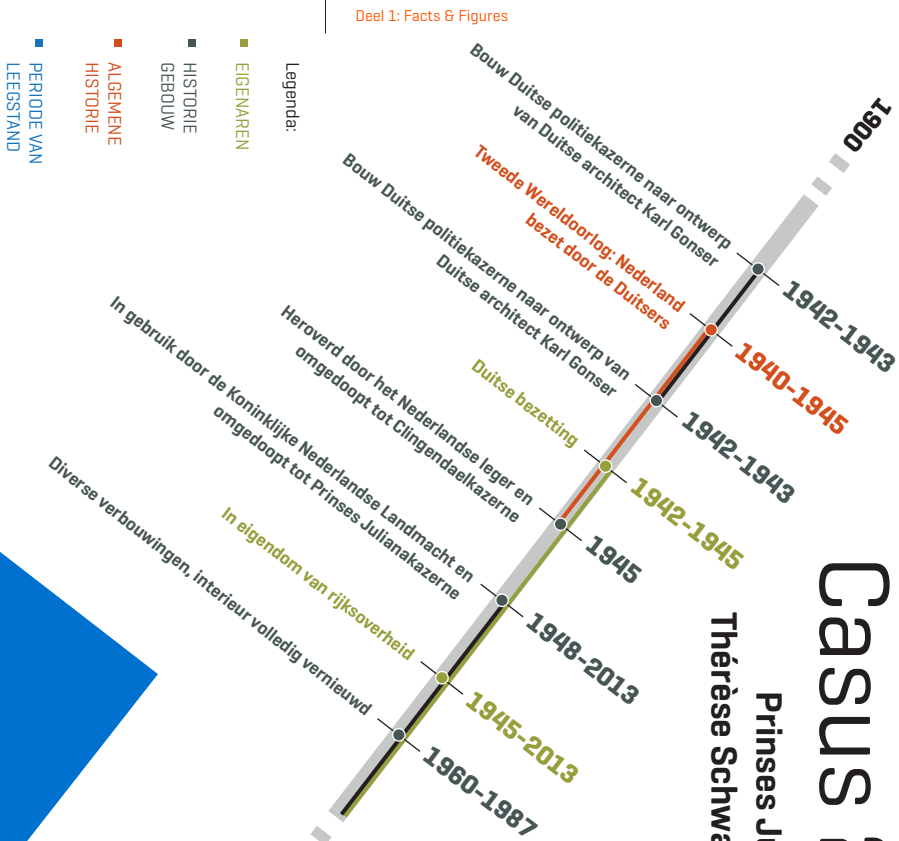 Deel 1: Facts & Figures
Legenda:
EIGENAREN
HISTORIE
GEBOUW
ALGEMENE
HISTORIE
PERIODE VAN
LEEGSTAND
1900
Bouw Duitse politiekazerne naar ontwerp
van Duitse architect Karl Gonser
1942-1943
Tweede Wereldoorlog: Nederland
bezet door de Duitsers
1940-1945
Bouw Duitse politiekazerne naar ontwerp van
Duitse architect Karl Gonser
1942-1943
Duitse bezetting
1942-1945
Heroverd door het Nederlandse leger en
omgedoopt tot Clingendaelkazerne
1945
In gebruik door de Koninklijke Nederlandse Landmacht en
omgedoopt tot Prinses Julianakazerne
1948-2013
In eigendom van rijksoverheid
1945-2013
Diverse verbouwingen, interieur volledig vernieuwd
1960-1987
Casus
Prinses
Thérèse